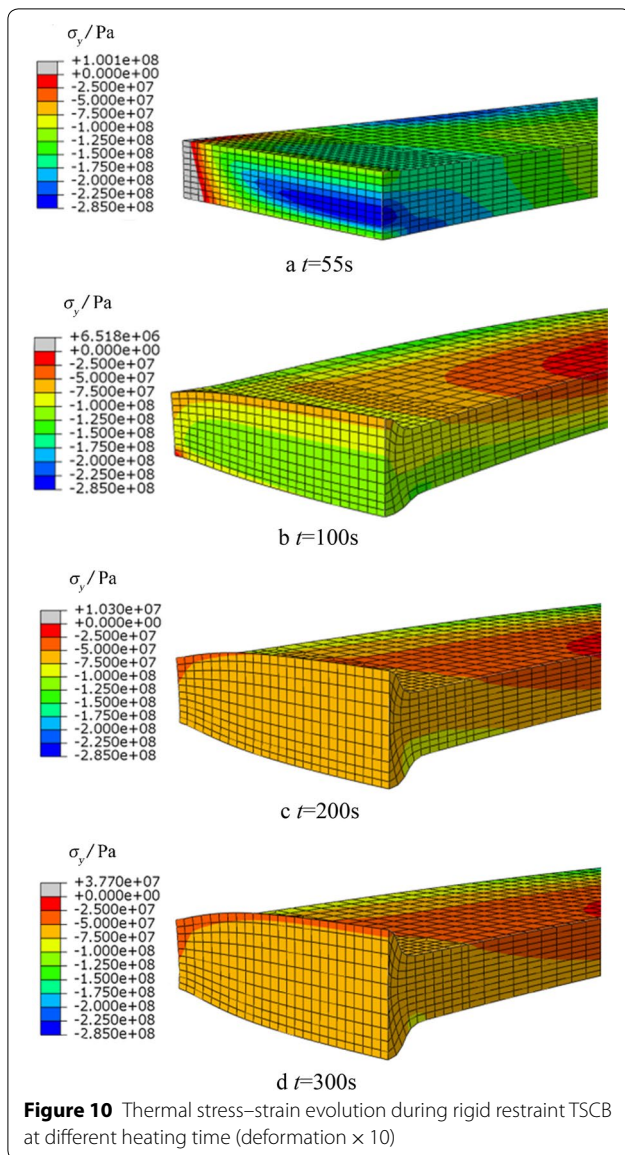 σy/Pa
+1.001e+08
+0.000e+00
-2.500e+07
-5.000e+07
-7.500e+07
-1.000e+08
-1.250e+08
-1.500e+08
-1.750e+08
-2.000e+08
-2.250e+08
-2.850e+08
a t=55s
σy/Pa
+6.518e+06
+0.000e+00
-2.500e+07
-5.000e+07
-7.500e+07
-1.000e+08
-1.250e+08
-1.500e+08
-1.750e+08
-2.000e+08
-2.250e+08
-2.850e+08
b t=100s
σy/Pa
+1.030e+07
+0.000e+00
-2.500e+07
-5.000e+07
-7.500e+07
-1.000e+08
-1.250e+08
-1.500e+08
-1.750e+08
-2.000e+08
-2.250e+08
-2.850e+08
c t=200s
σy/Pa
+3.770e+07
+0.000e+00
-2.500e+07
-5.000e+07
-7.500e+07
-1.000e+08
-1.250e+08
-1.500e+08
-1.750e+08
-2.000e+08
-2.250e+08
-2.850e+08
d t=300s
Figure 10 Thermal stress–strain evolution during rigid restraint TSCB
at different heating time (deformation × 10)